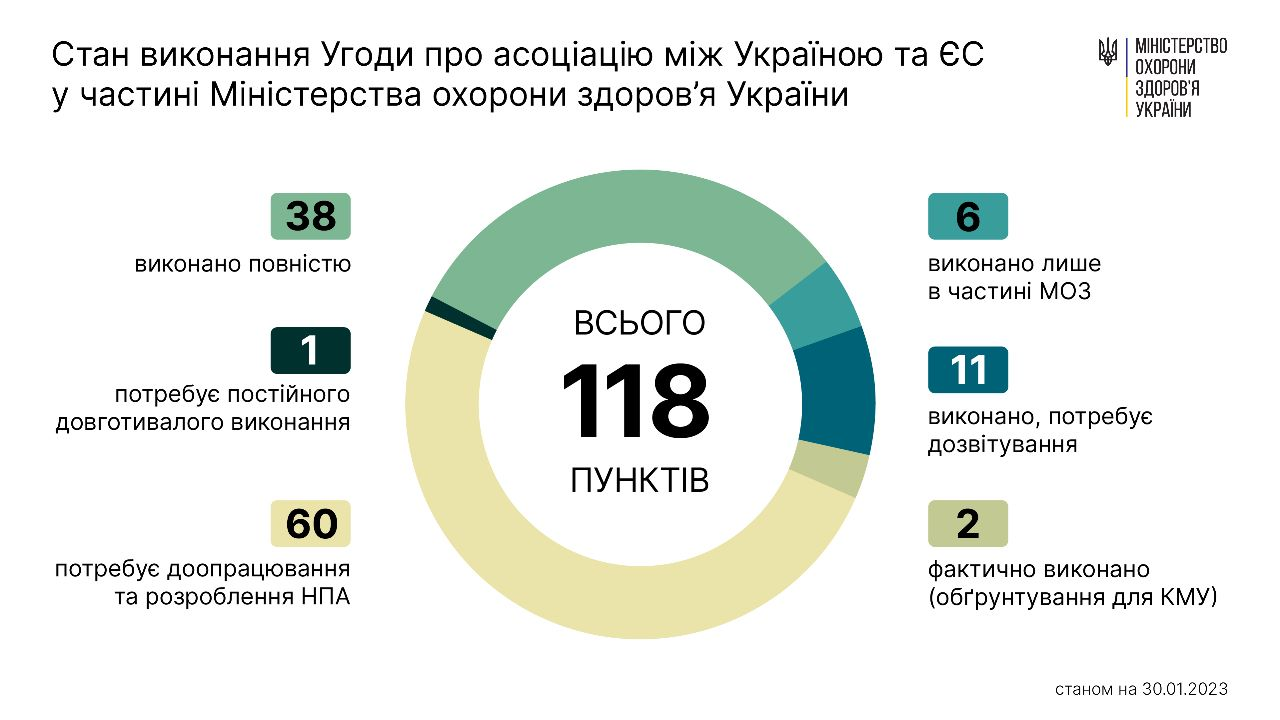 Стан виконання Угоди про асоціацію між Україною та ЄС
у частині Міністерства охорони здоров’я України
МІНІСТЕРСТВО
ОХОРОНИ
ЗДОРОВ’Я
УКРАЇНИ
38
виконано повністю
1
потребує постійного
довготивалого виконання
60
потребує доопрацювання
та розроблення НПА
ВСЬОГО
118
ПУНКТІВ
6
виконано лише
в частині МОЗ
11
виконано, потребує
дозвітування
2
фактично виконано
(обґрунтування для КМУ)
станом на 30.01.2023